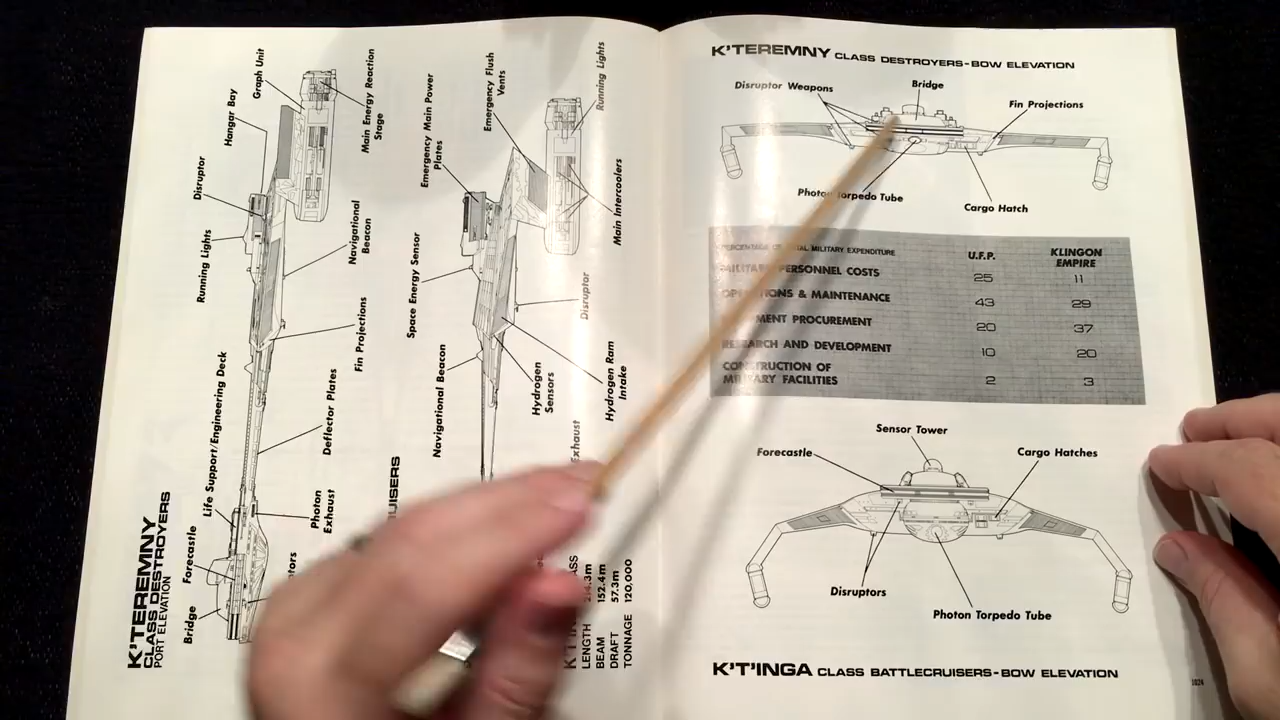 K'TEREMNY
CLASS DESTROYERS
PORT ELEVATION
Bridge
Forecastle
Life Support/Engineering Deck
Running Lights
Disruptor
Hangar Bay
Graph Unit
Main Energy Reaction
Stage
Navigational
Beacon
Fin Projections
Deflector Plates
Photon
Exhaust
Navigational Beacon
Space Energy Sensor
Emergency Main Power
Plates
Emergency Flush
Vents
Running Lights
Main Intercoolers
Disruptor
Hydrogen Ram
Intake
Hydrogen
Sensors
Exhaust
LENGTH
BEAM 152.4m
DRAFT 57.3m
TONNAGE 120,000
K'TEREMNY CLASS DESTROYERS-BOW ELEVATION
Disruptor Weapons
Bridge
Fin Projections
Photon Torpedo Tube
Cargo Hatch
MILITARY EXPENDITURE
U.F.P.
KLINGON
EMPIRE
MILITARY PERSONNEL COSTS 25 11
OPERATIONS & MAINTENANCE 43 29
PROCUREMENT 20 37
RESEARCH AND DEVELOPMENT 10 20
CONSTRUCTION OF
MILITARY FACILITIES 2 3
Sensor Tower
Forecastle
Cargo Hatches
Disruptors
Photon Torpedo Tube
K'T'INGA CLASS BATTLECRUISERS-BOW ELEVATION